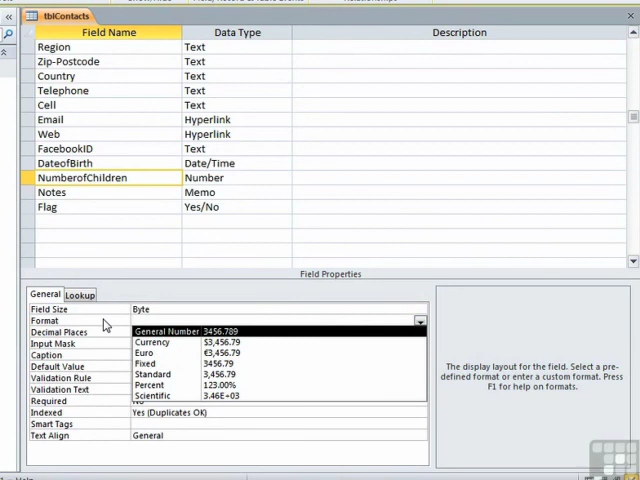 tblContacts
Field Name Data Type Description
Region Text
Zip-Postcode Text
Country Text
Telephone Text
Cell Text
Email Hyperlink
Web Hyperlink
FacebookID Text
DateofBirth Date/Time
NumberofChildren Number
Notes Memo
Flag Yes/No
Field Properties
General Lookup
Field Size Byte
Format
Decimal Places General Number 3456.789
Input Mask Currency $3,456.79
Caption Euro €3,456.79
Default Value Fixed 3456.79
Validation Rule Standard 3,456.79
Validation Text Percent 123.00%
Required Scientific 3.46E+03
Indexed Yes (Duplicates OK)
Smart Tags
Text Align General
The display layout for the field. Select a pre-
defined format or enter a custom format. Press
F1 for help on formats.